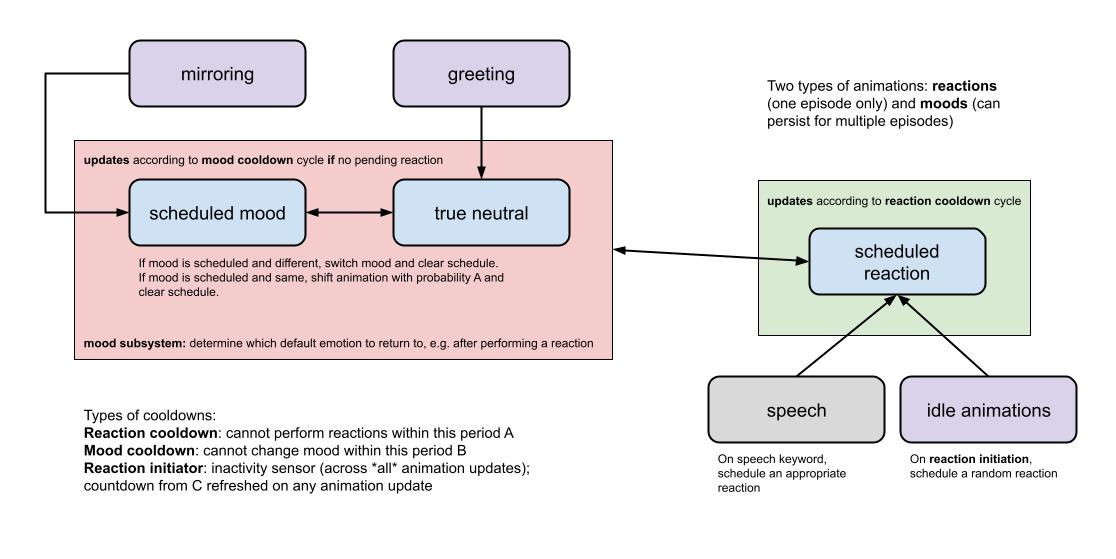 mirroring
greeting
Two types of animations: reactions
(one episode only) and moods (can
persist for multiple episodes)
updates according to mood cooldown cycle if no pending reaction
scheduled mood
true neutral
If mood is scheduled and different, switch mood and clear schedule.
If mood is scheduled and same, shift animation with probability A and
clear schedule.
mood subsystem: determine which default emotion to return to, e.g. after performing a reaction
updates according to reaction cooldown cycle
scheduled
reaction
speech
idle animations
On speech keyword,
schedule an appropriate
reaction
On reaction initiation,
schedule a random reaction
Types of cooldowns:
Reaction cooldown: cannot perform reactions within this period A
Mood cooldown: cannot change mood within this period B
Reaction initiator: inactivity sensor (across *all* animation updates);
countdown from C refreshed on any animation update